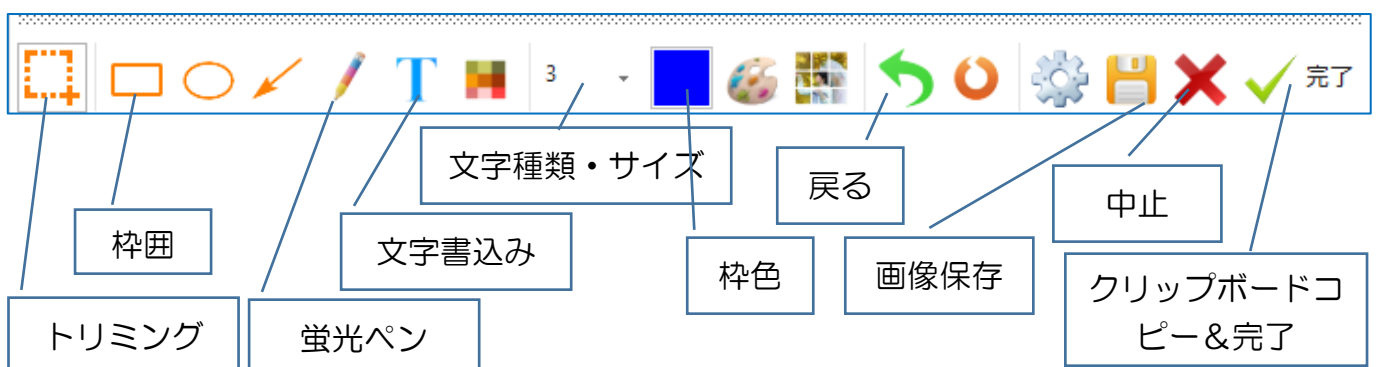 3
完了
文字種類・サイズ
戻る
中止
枠囲
文字書込み
枠色
画像保存
クリップボードコ
ピー＆完了
トリミング
蛍光ペン